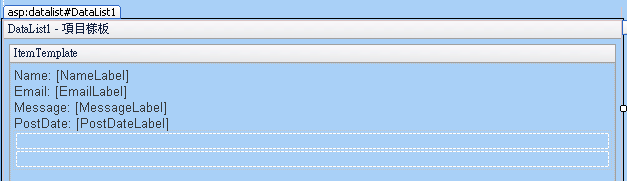 asp:datalist#DataList1
DataList1 - 項目樣板
ItemTemplate
Name: [NameLabel]
Email: [EmailLabel]
Message: [MessageLabel]
PostDate: [PostDateLabel]